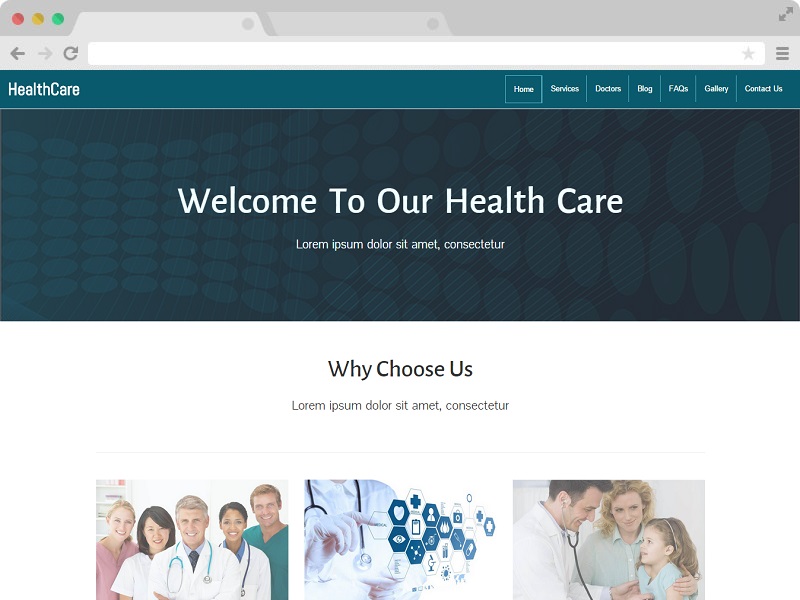 HealthCare
Home Services Doctors Blog FAQs Gallery Contact Us
Welcome To Our Health Care
Lorem ipsum dolor sit amet, consectetur
Why Choose Us
Lorem ipsum dolor sit amet, consectetur